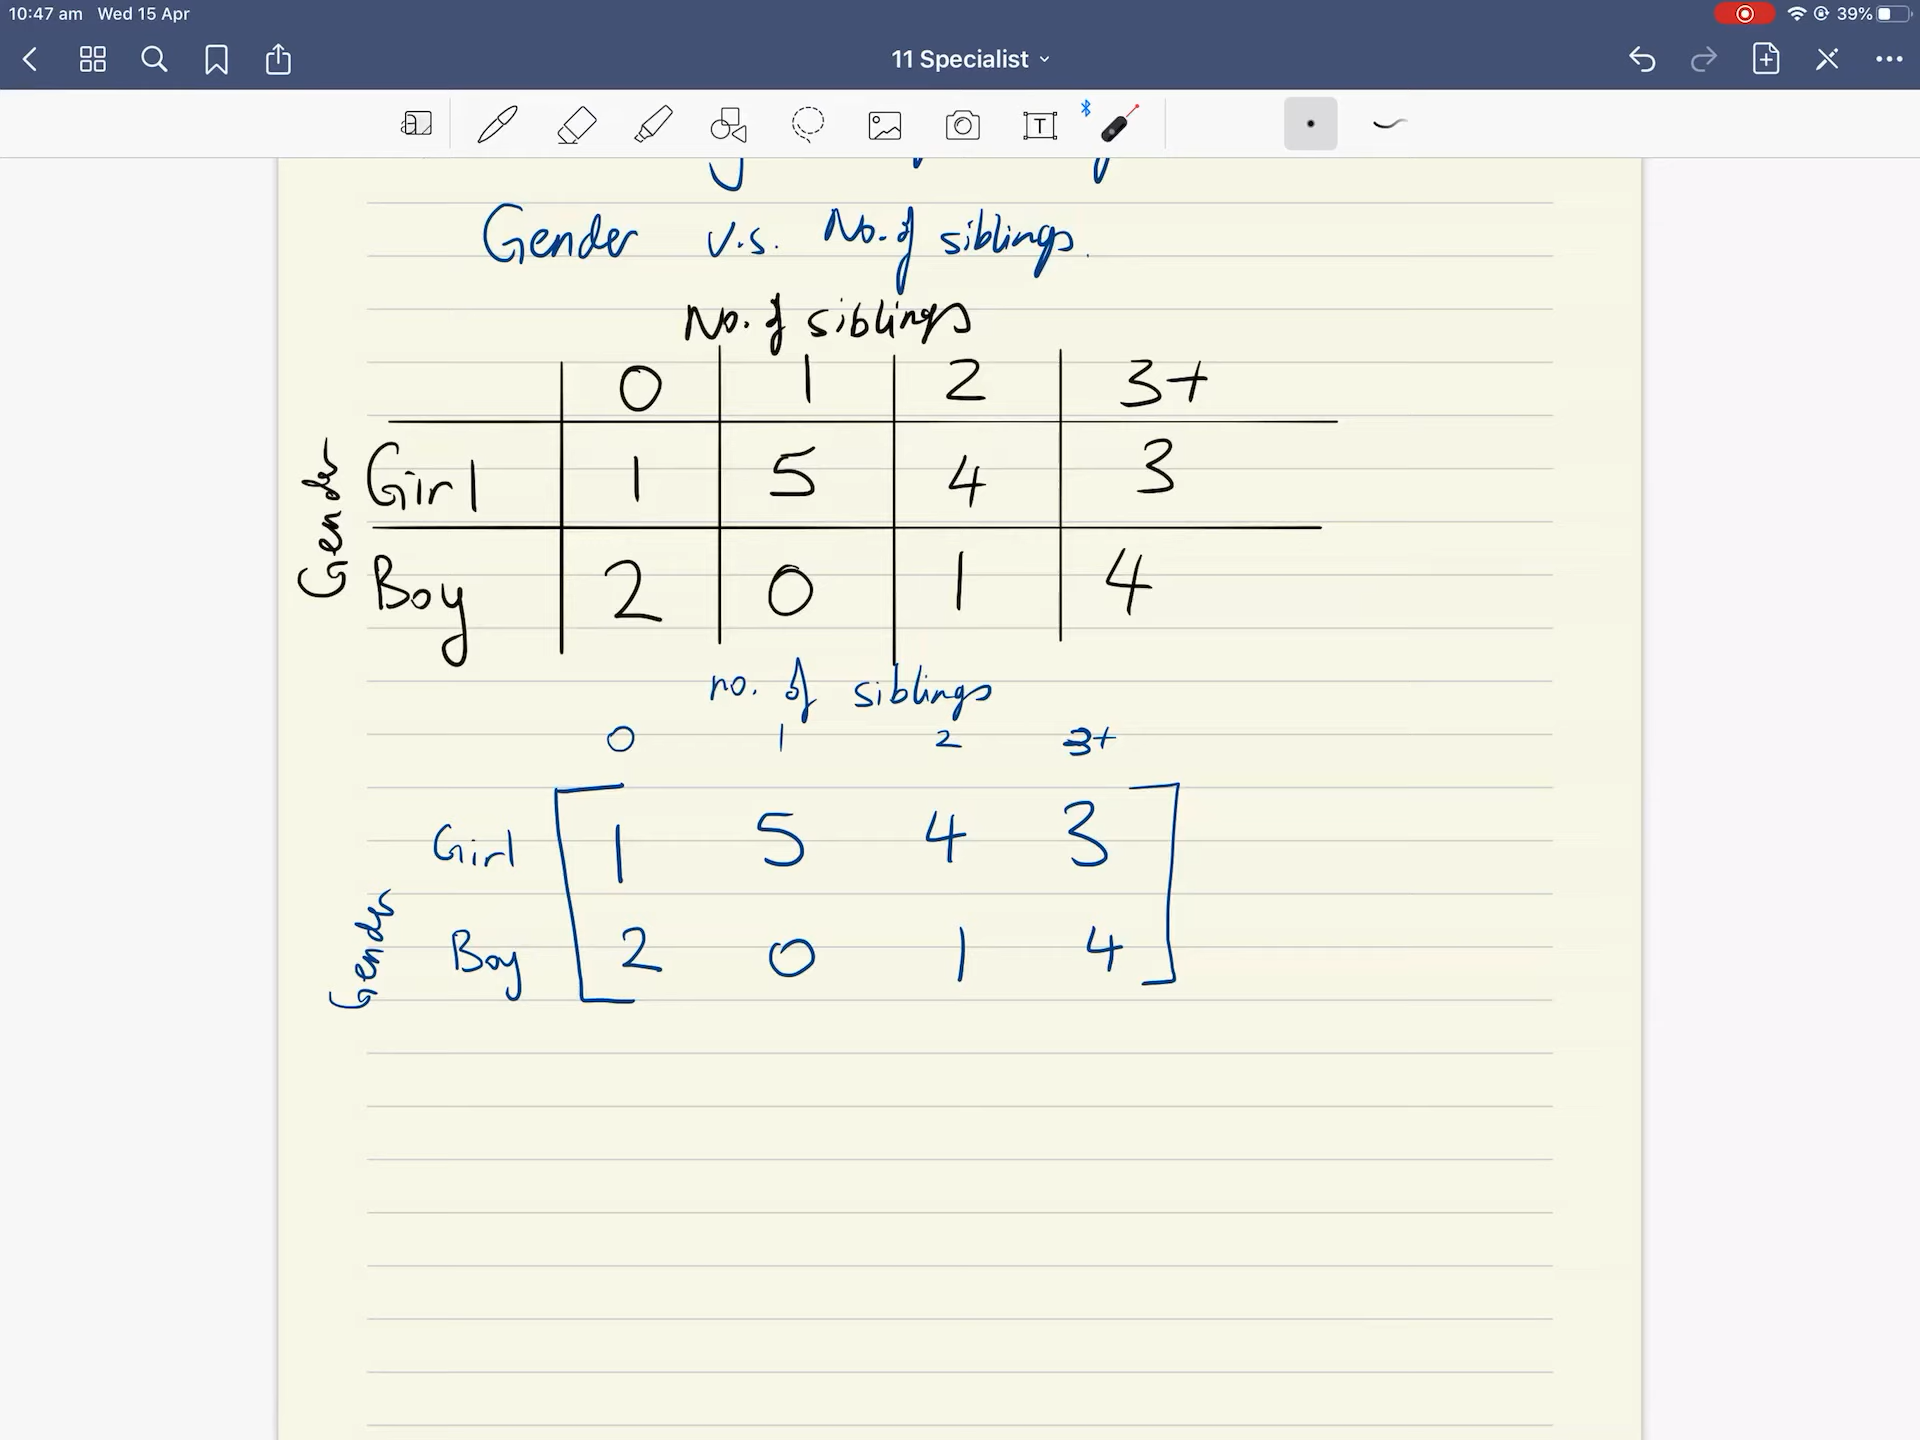 10:47 am Wed 15 Apr 39%
11 Specialist
T
Gender v.s. No. of siblings.
No. of siblings
0 1 2 3+
Gender
Girl 1 5 4 3
Boy 2 0 1 4
no. of siblings
0 1 2 3+
Girl 1 5 4 3
Gender
Boy 2 0 1 4